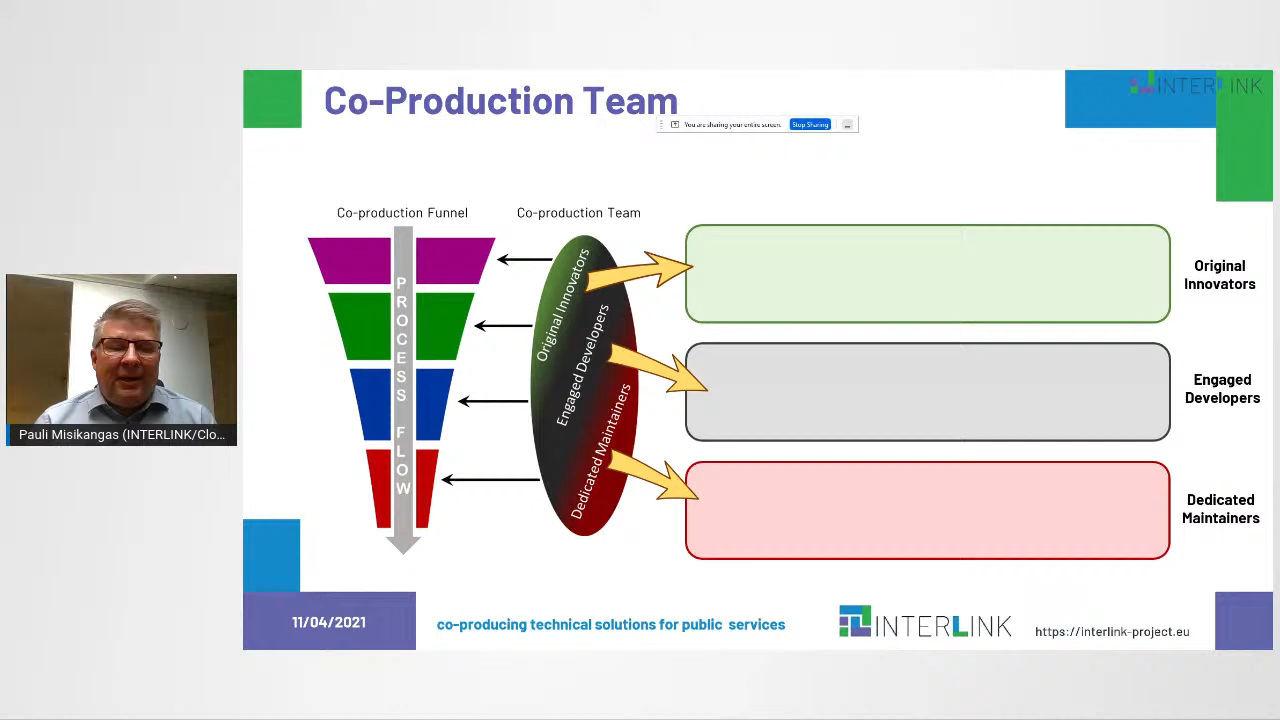 Co-Production Team
INTERLINK
You are sharing your entire screen.
Stop Sharing
Co-production Funnel
Co-production Team
PROCESS FLOW
Original Innovators
Engaged Developers
Dedicated Maintainers
Original
Innovators
Engaged
Developers
Dedicated
Maintainers
Pauli Misikangas (INTERLINK/Clo...
11/04/2021
co-producing technical solutions for public services
INTERLINK
https://interlink-project.eu